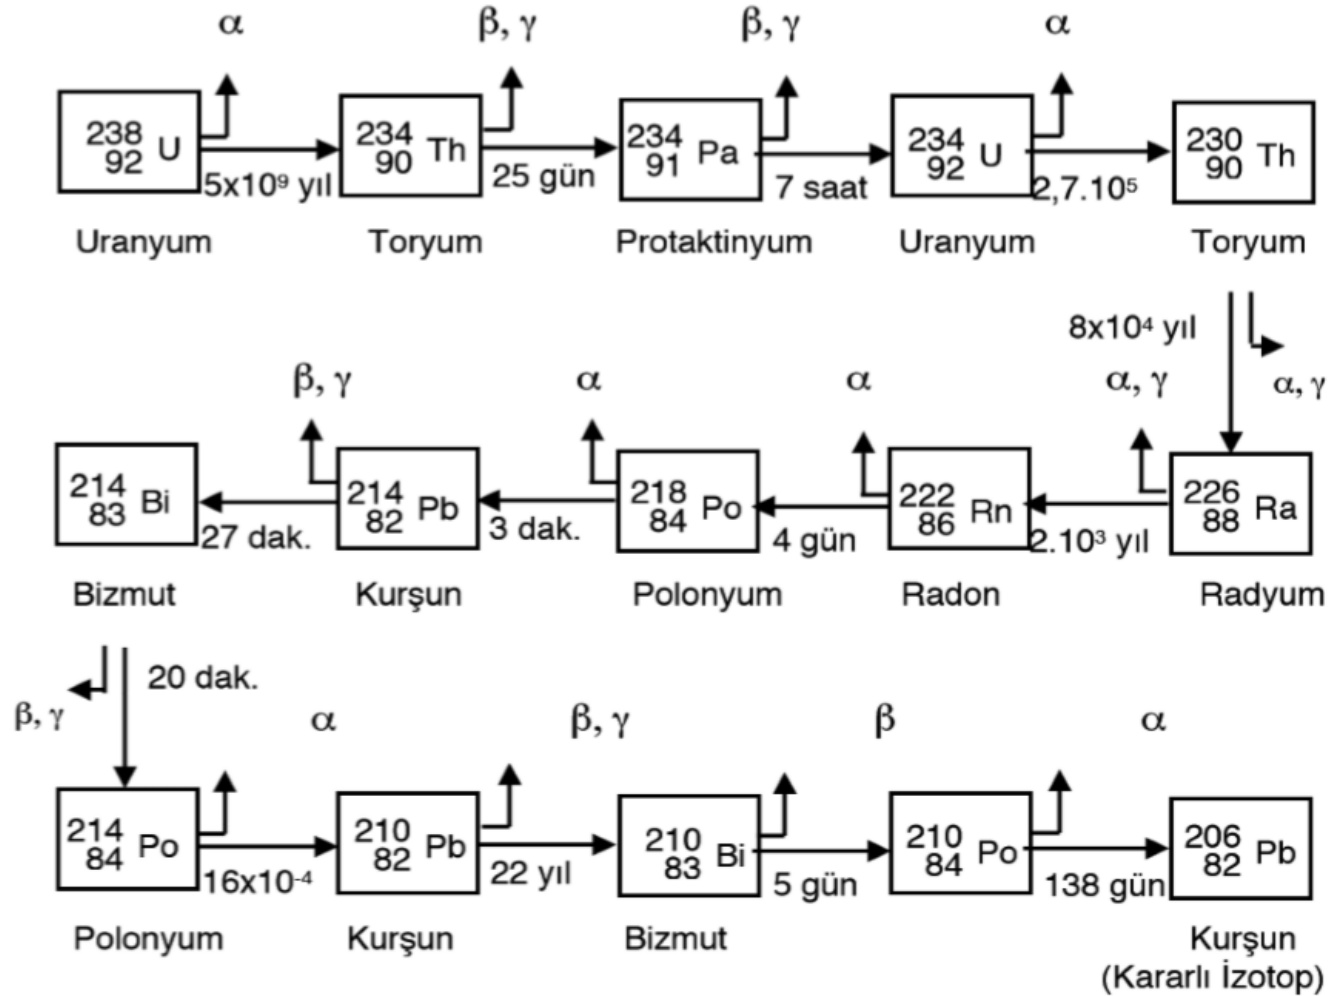 α β, γ β, γ α
238 92 U 234 90 Th 234 91 Pa 234 92 U 230 90 Th
5x10⁹ yıl 25 gün 7 saat 2,7.10⁵
Uranyum Toryum Protaktinyum Uranyum Toryum
8x10⁴ yıl
β, γ α α α, γ α, γ
214 83 Bi 214 82 Pb 218 84 Po 222 86 Rn 226 88 Ra
27 dak. 3 dak. 4 gün 2.10³ yıl
Bizmut Kurşun Polonyum Radon Radyum
20 dak.
β, γ α β, γ β α
214 84 Po 210 82 Pb 210 83 Bi 210 84 Po 206 82 Pb
16x10⁻⁴ 22 yıl 5 gün 138 gün
Polonyum Kurşun Bizmut Kurşun
(Kararlı İzotop)